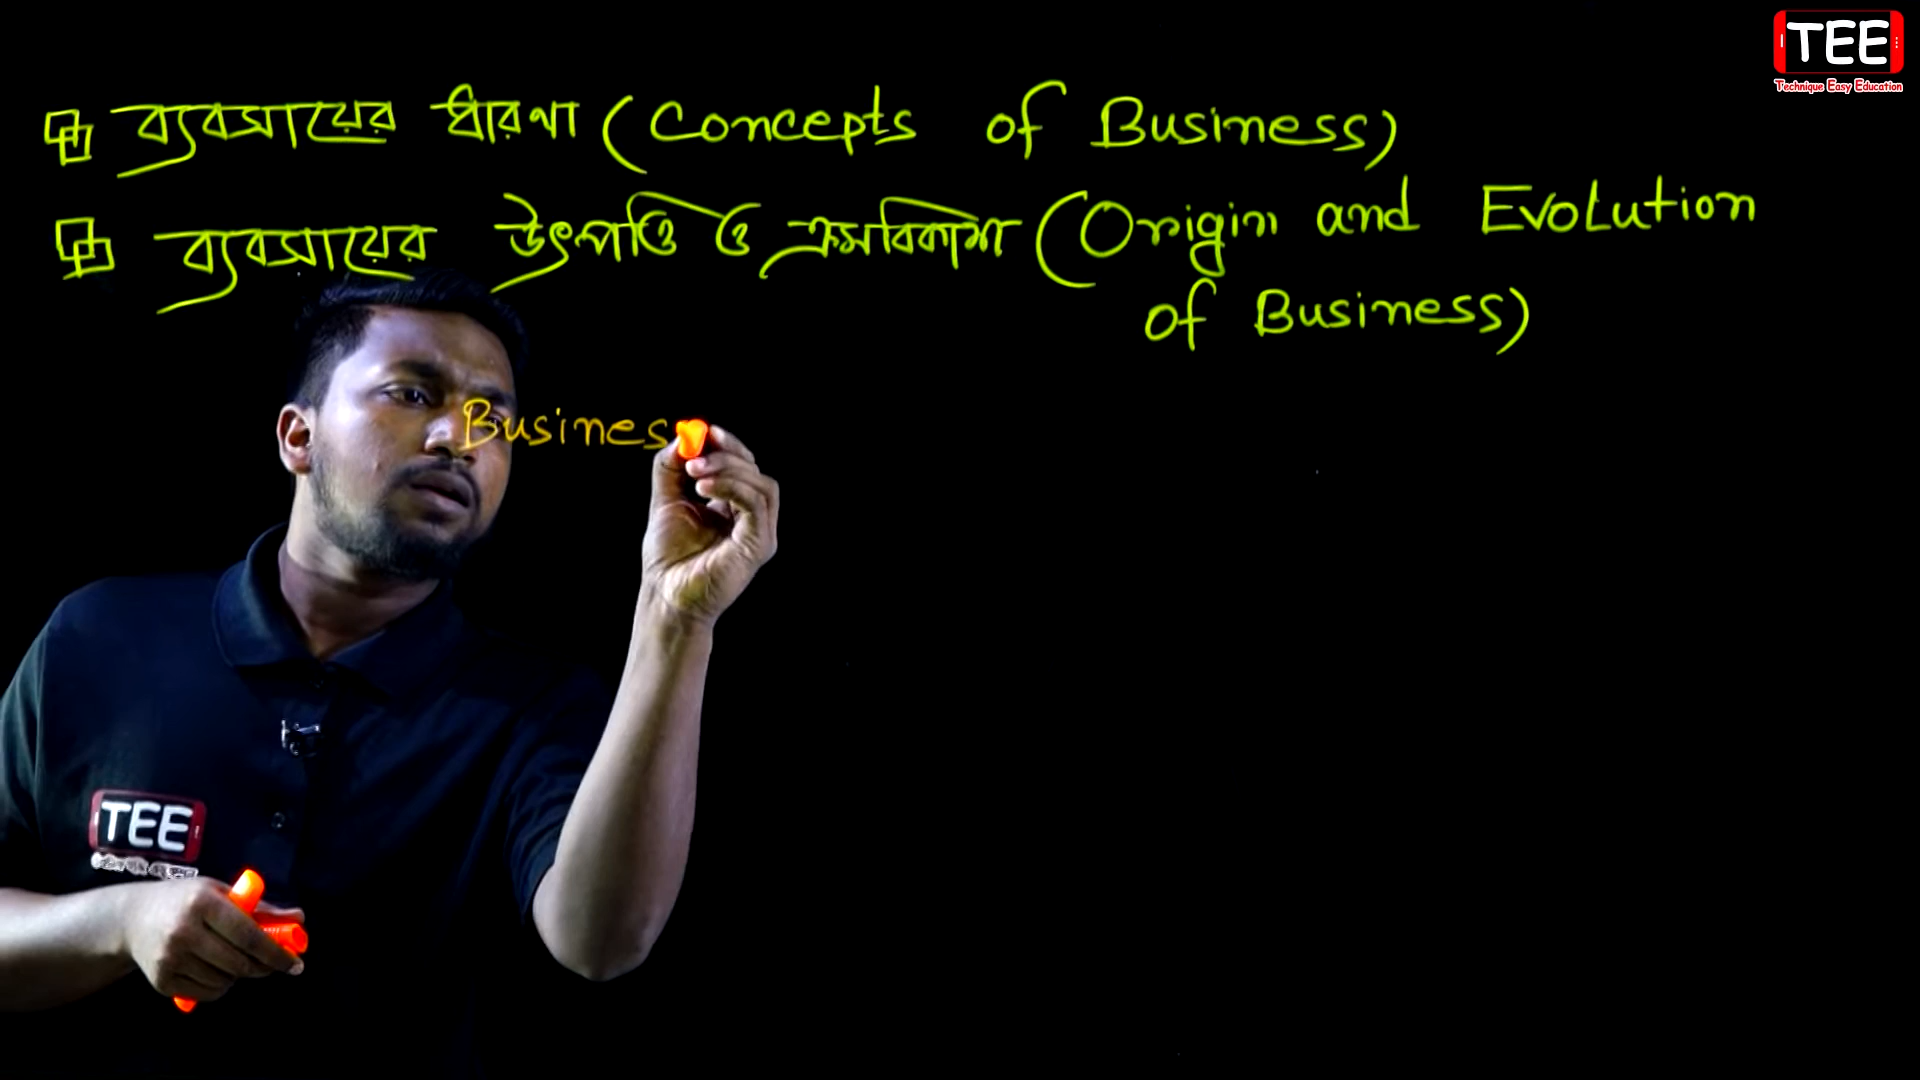 TEE
Technique Easy Education
ব্যবসায়ের ধারণা (Concepts of Business)
ব্যবসায়ের উৎপত্তি ও ক্রমবিকাশ (Origin and Evolution
of Business)
Busines
TEE